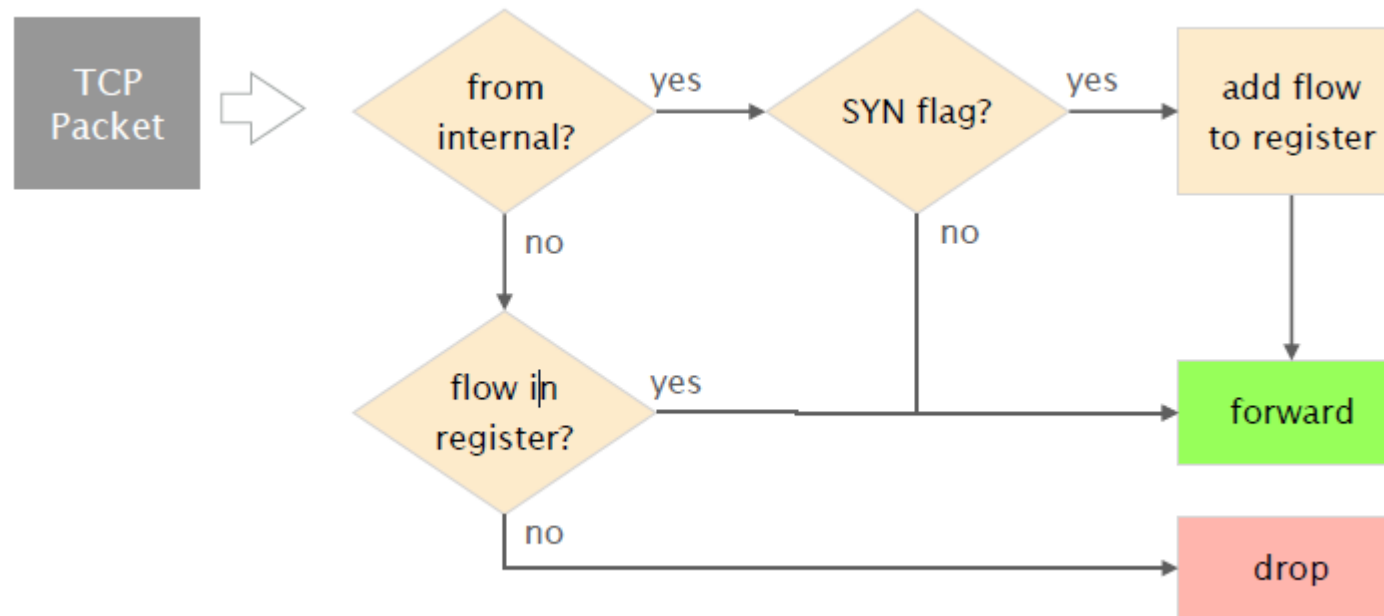 TCP
Packet
from
internal?
yes
SYN flag?
yes
add flow
to register
no
no
flow in
register?
yes
forward
no
drop